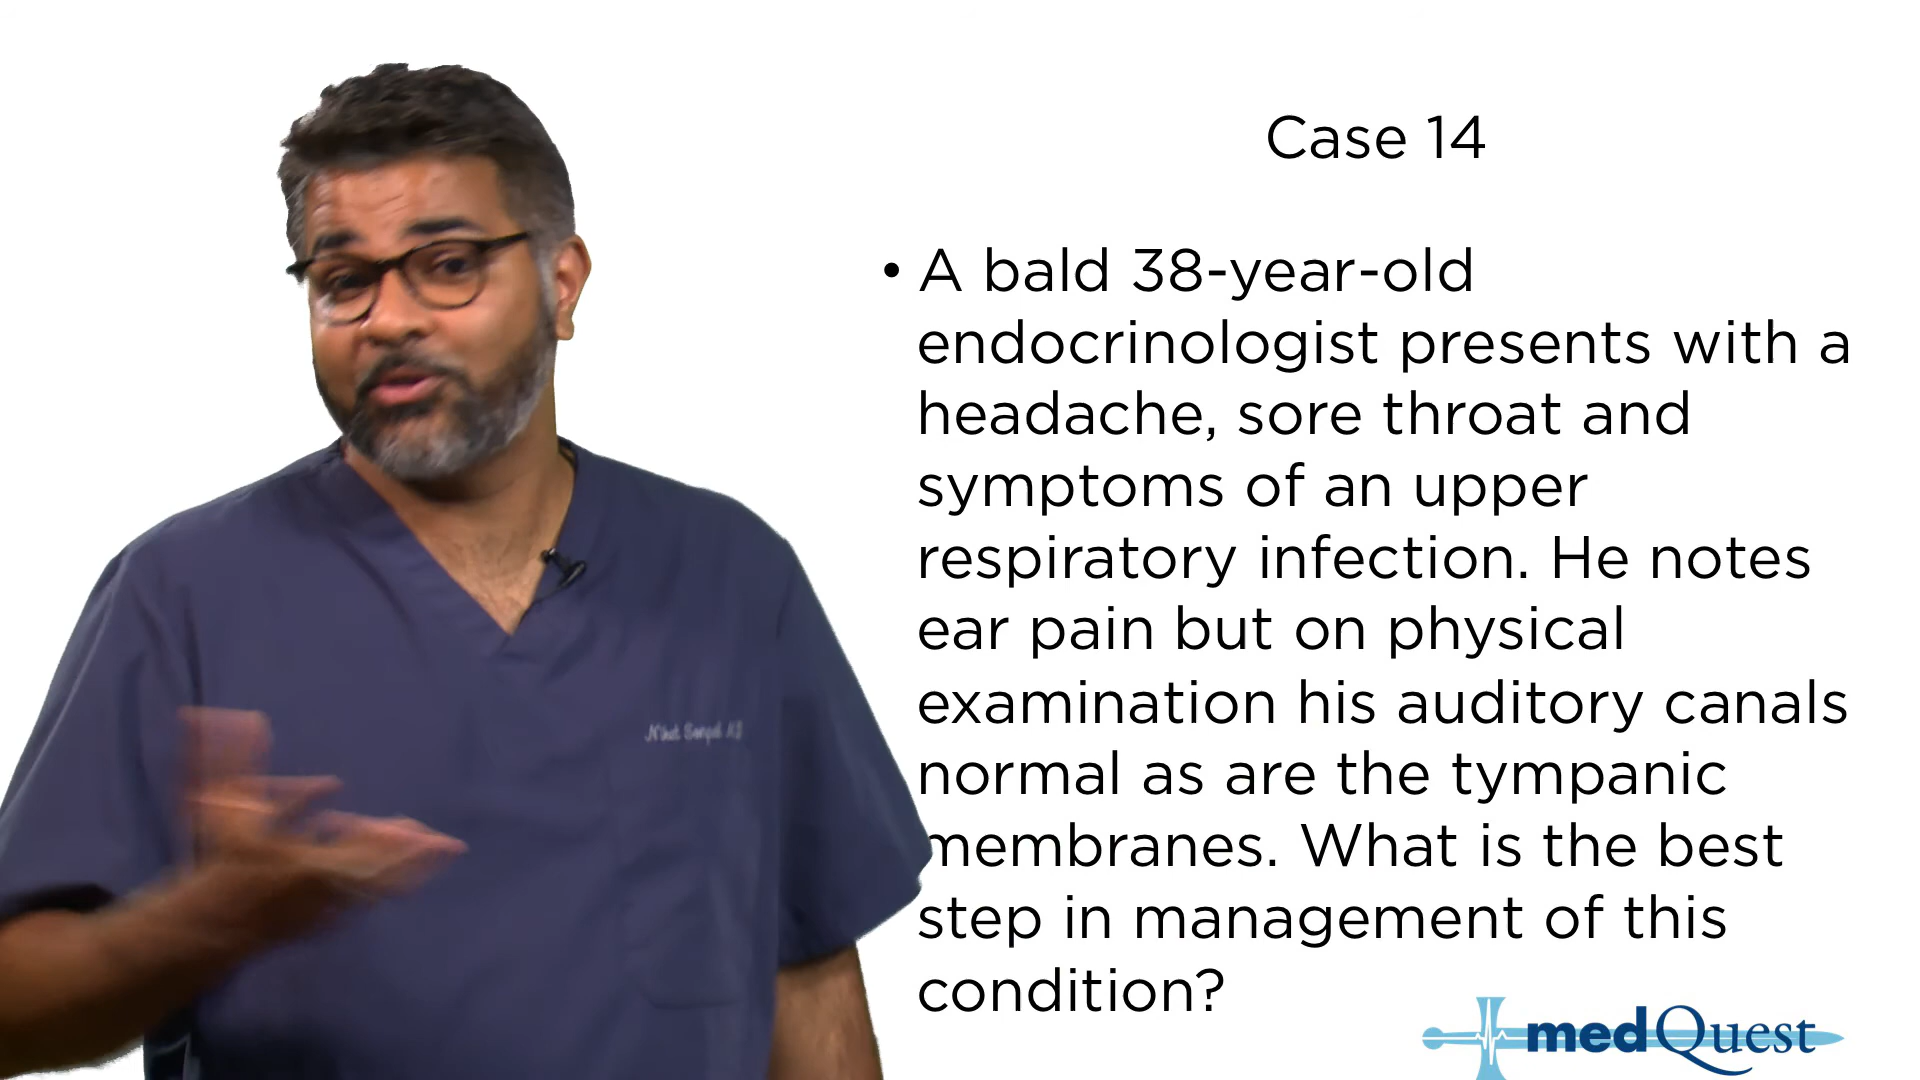 Case 14
• A bald 38-year-old
endocrinologist presents with a
headache, sore throat and
symptoms of an upper
respiratory infection. He notes
ear pain but on physical
examination his auditory canals
normal as are the tympanic
membranes. What is the best
step in management of this
condition?
medQuest